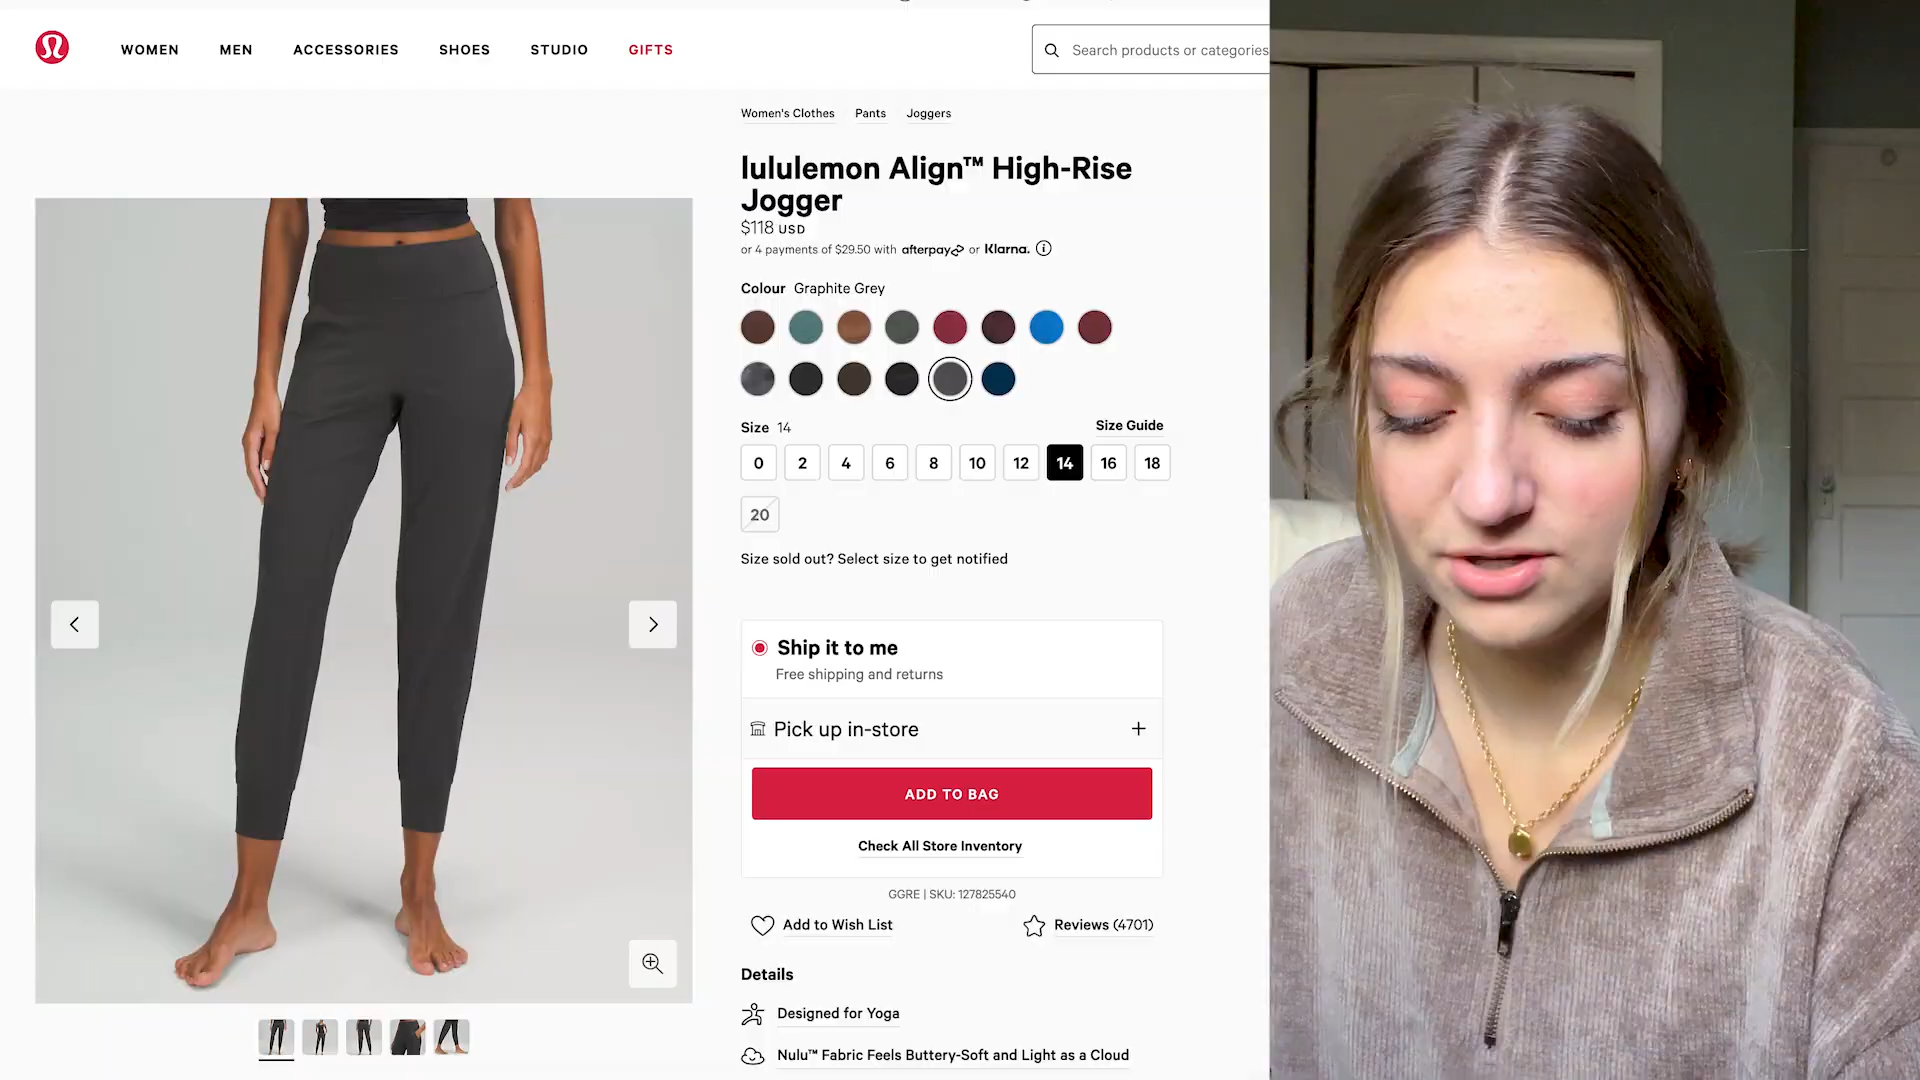 WOMEN MEN ACCESSORIES SHOES STUDIO GIFTS
Search products or categories
Women's Clothes Pants Joggers
lululemon Align™ High-Rise
Jogger
$118 USD
or 4 payments of $29.50 with afterpay or Klarna.
Colour Graphite Grey
Size 14
Size Guide
0 2 4 6 8 10 12 14 16 18
20
Size sold out? Select size to get notified
Ship it to me
Free shipping and returns
Pick up in-store
ADD TO BAG
Check All Store Inventory
GGRE | SKU: 127825540
Add to Wish List
Reviews (4701)
Details
Designed for Yoga
Nulu™ Fabric Feels Buttery-Soft and Light as a Cloud